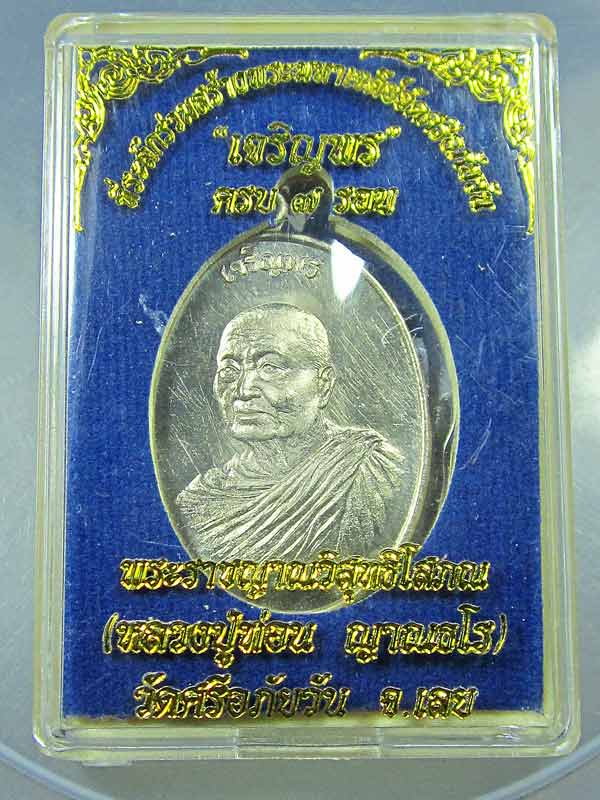 ที่ระลึกร่วมสร้างพระมหาเจดีย์ศรีอภัยวัน
"เจริญพร"
ครบ ๗ รอบ
เจริญพร
พระราชญาณวิสุทธิโสภณ
(หลวงปู่ท่อน ญาณธโร)
วัดศรีอภัยวัน จ.เลย